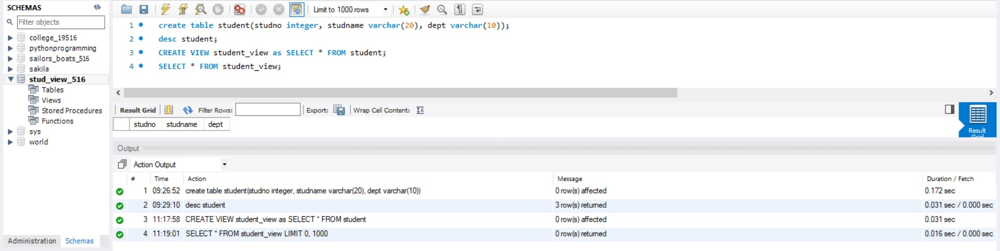 SCHEMAS
Filter objects
college_19516
pythonprogramming
sailors_boats_516
sakila
stud_view_516
Tables
Views
Stored Procedures
Functions
sys
world
Administration Schemas
Limit to 1000 rows
1 create table student(studno integer, studname varchar(20), dept varchar(10));
2 desc student;
3 CREATE VIEW student_view as SELECT * FROM student;
4 SELECT * FROM student_view;
Result Grid Filter Rows: Export: Wrap Cell Content:
studno studname dept
Result
Grid
Output
Action Output
# Time Action Message Duration / Fetch
1 09:26:52 create table student(studno integer, studname varchar(20), dept varchar(10)) 0 row(s) affected 0.172 sec
2 09:29:10 desc student 3 row(s) returned 0.031 sec / 0.000 sec
3 11:17:58 CREATE VIEW student_view as SELECT * FROM student 0 row(s) affected 0.031 sec
4 11:19:01 SELECT * FROM student_view LIMIT 0, 1000 0 row(s) returned 0.016 sec / 0.000 sec